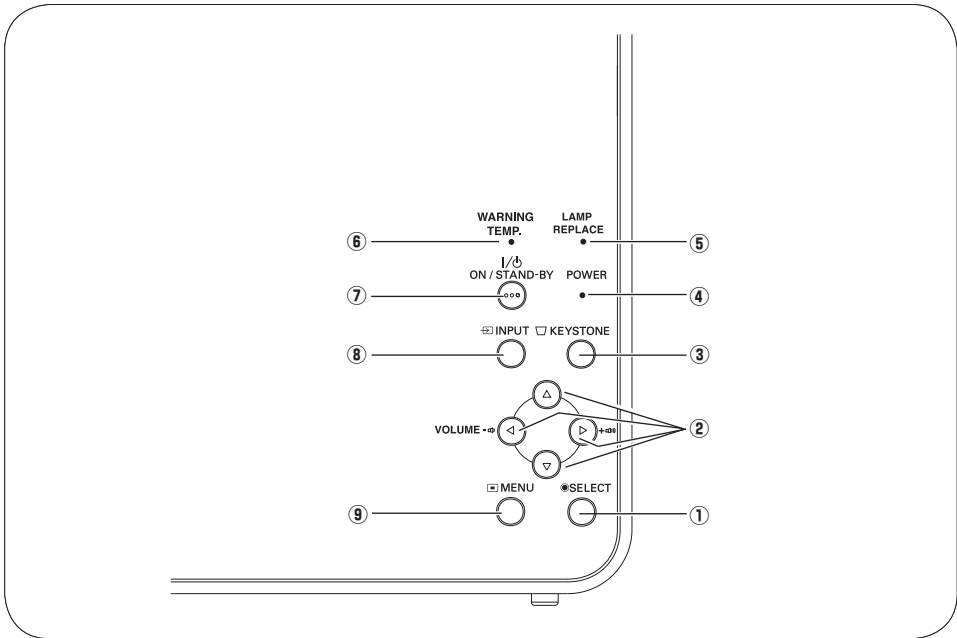 WARNING
TEMP.
LAMP
REPLACE
⑥
⑤
I/⏻
ON / STAND-BY
POWER
⑦
④
INPUT
KEYSTONE
⑧
③
VOLUME -
+
②
MENU
SELECT
⑨
①